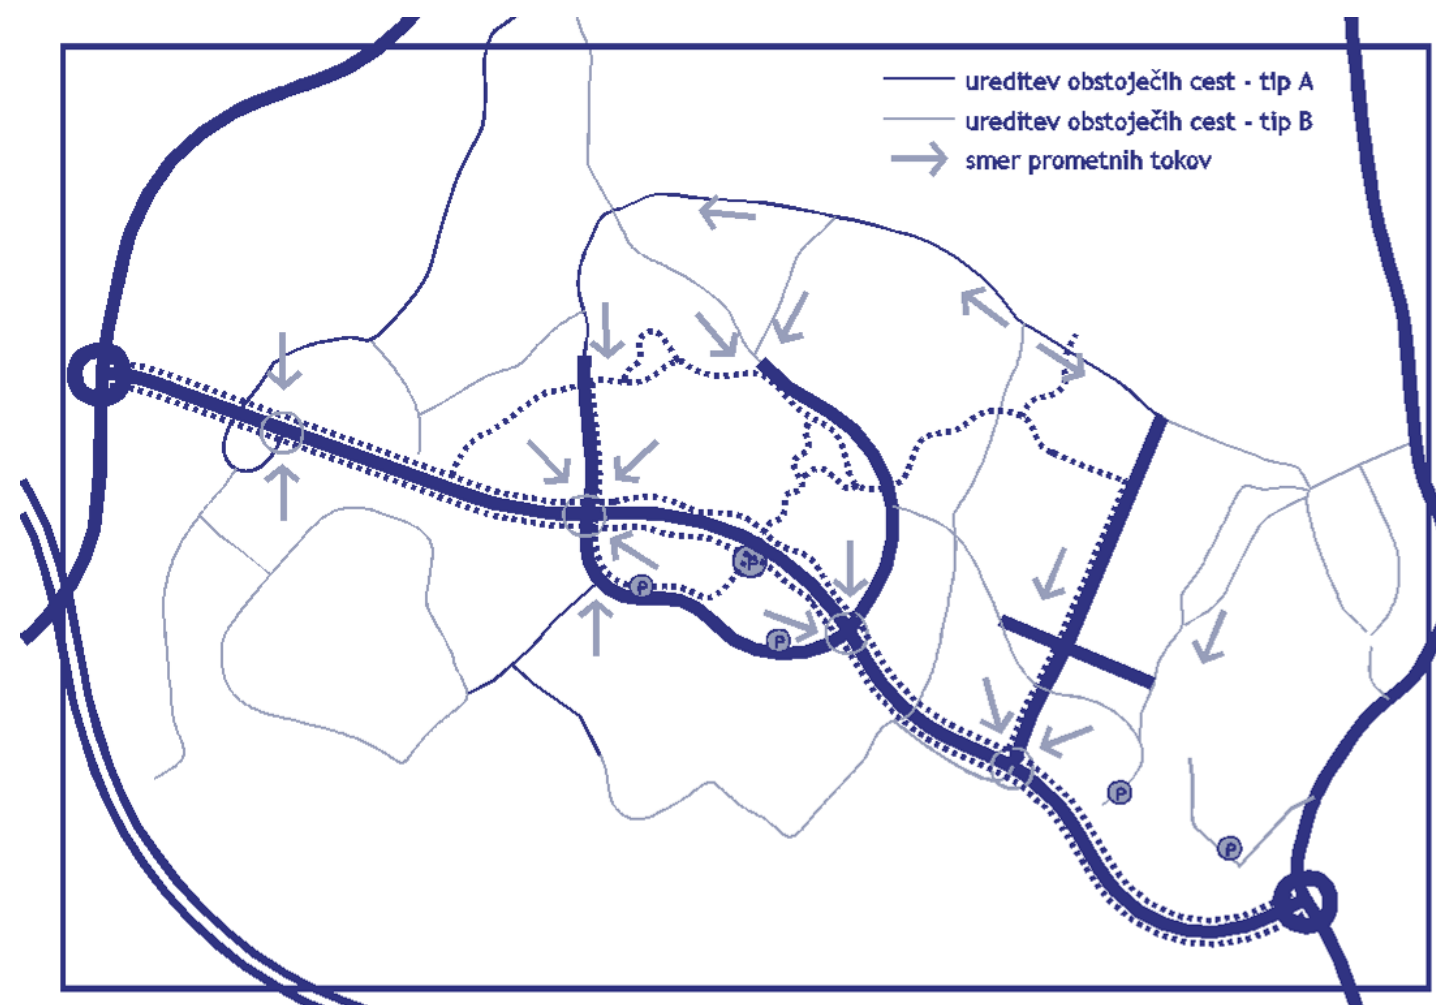 ureditev obstoječih cest - tip A
ureditev obstoječih cest - tip B
smer prometnih tokov
P
P
P
P
P